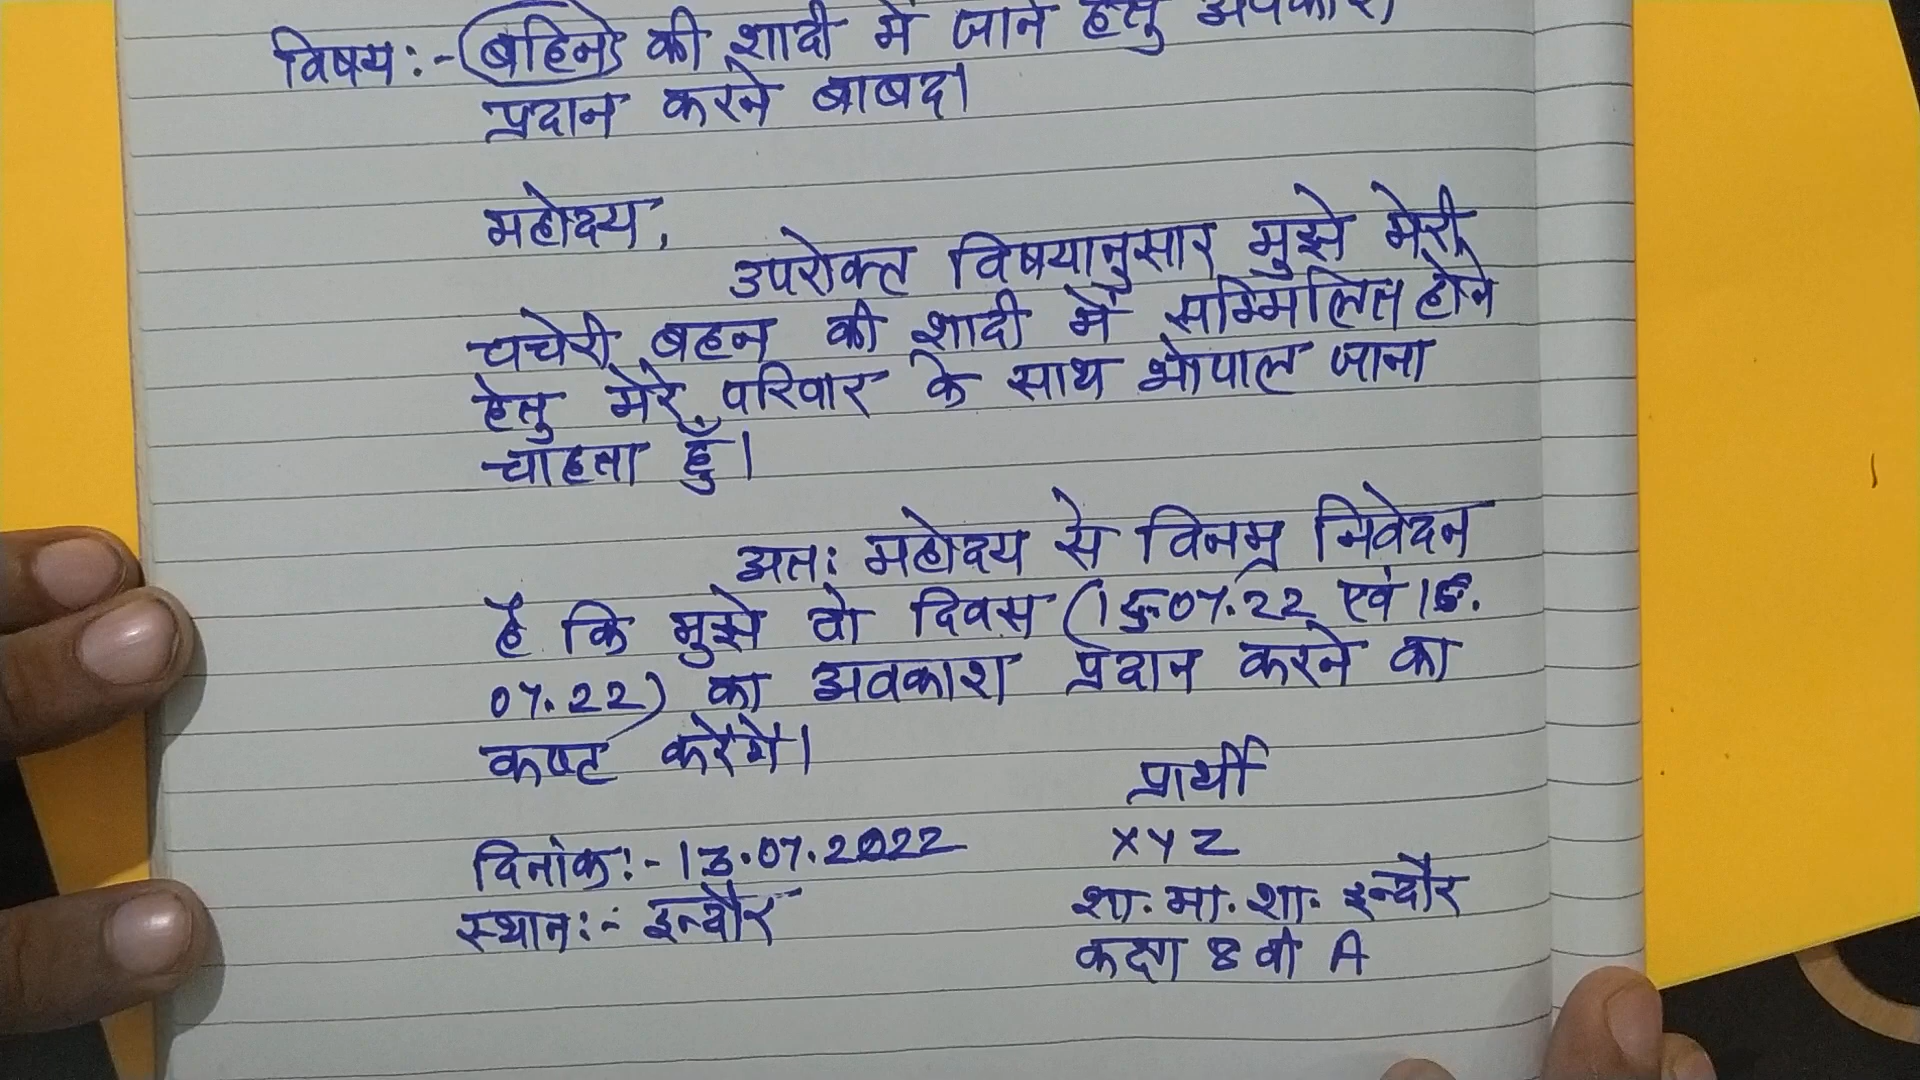 विषय:- बहिन की शादी में जाने हेतु अवकाश
प्रदान करने बाबद।
महोदय,
उपरोक्त विषयानुसार मुझे मेरी
चचेरी बहन की शादी में सम्मिलित होने
हेतु मेरे परिवार के साथ भोपाल जाना
चाहता हूँ।
अतः महोदय से विनम्र निवेदन
है कि मुझे दो दिवस (15.07.22 एवं 16.
07.22) का अवकाश प्रदान करने का
कष्ट करेंगे।
प्रार्थी
दिनांक:- 13.07.2022 XYZ
स्थान:- इन्दौर शा. मा. शा. इन्दौर
कक्षा 8 वी A